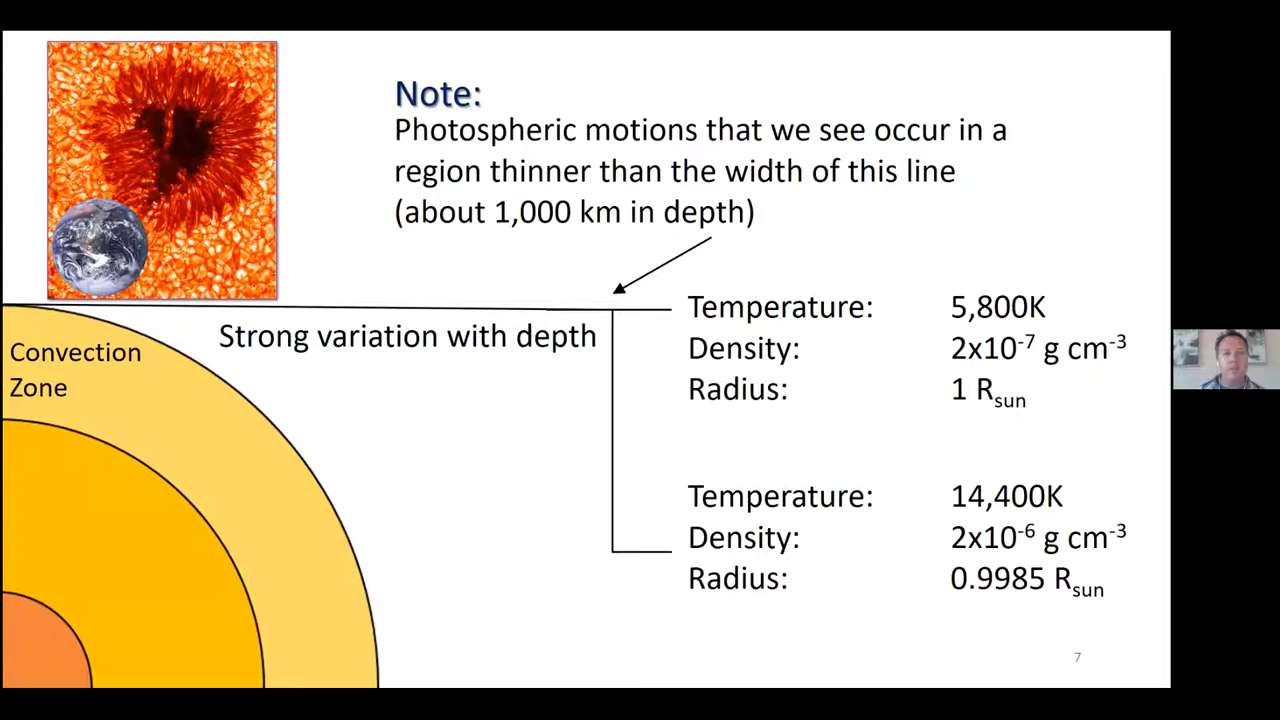 Note:
Photospheric motions that we see occur in a
region thinner than the width of this line
(about 1,000 km in depth)
Strong variation with depth
Convection
Zone
Temperature: 5,800K
Density: 2x10⁻⁷ g cm⁻³
Radius: 1 Rsun
Temperature: 14,400K
Density: 2x10⁻⁶ g cm⁻³
Radius: 0.9985 Rsun
7